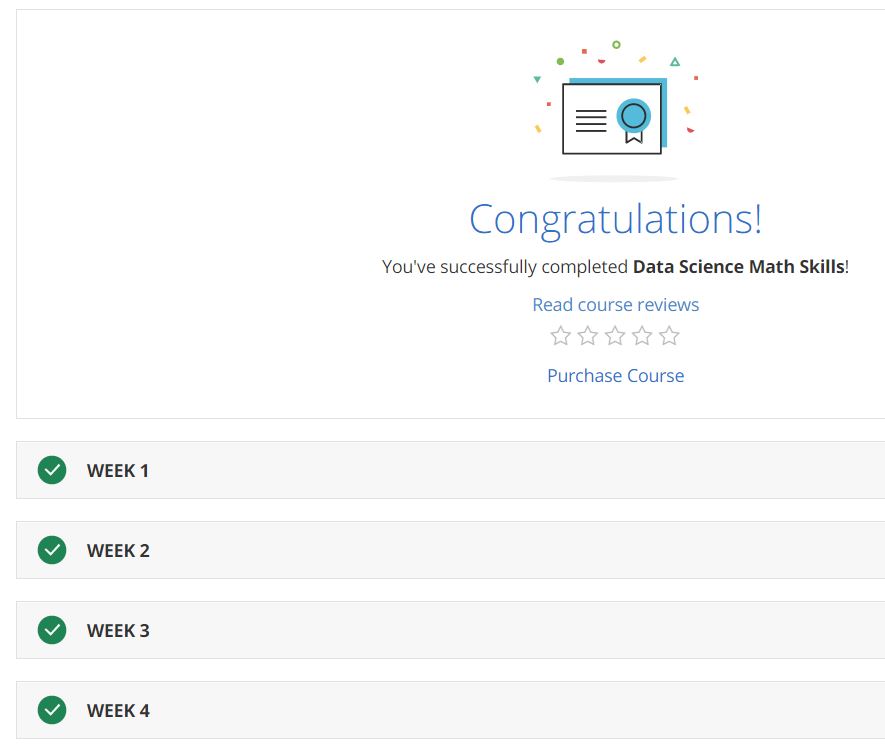 Congratulations!
You've successfully completed Data Science Math Skills!
Read course reviews
Purchase Course
WEEK 1
WEEK 2
WEEK 3
WEEK 4